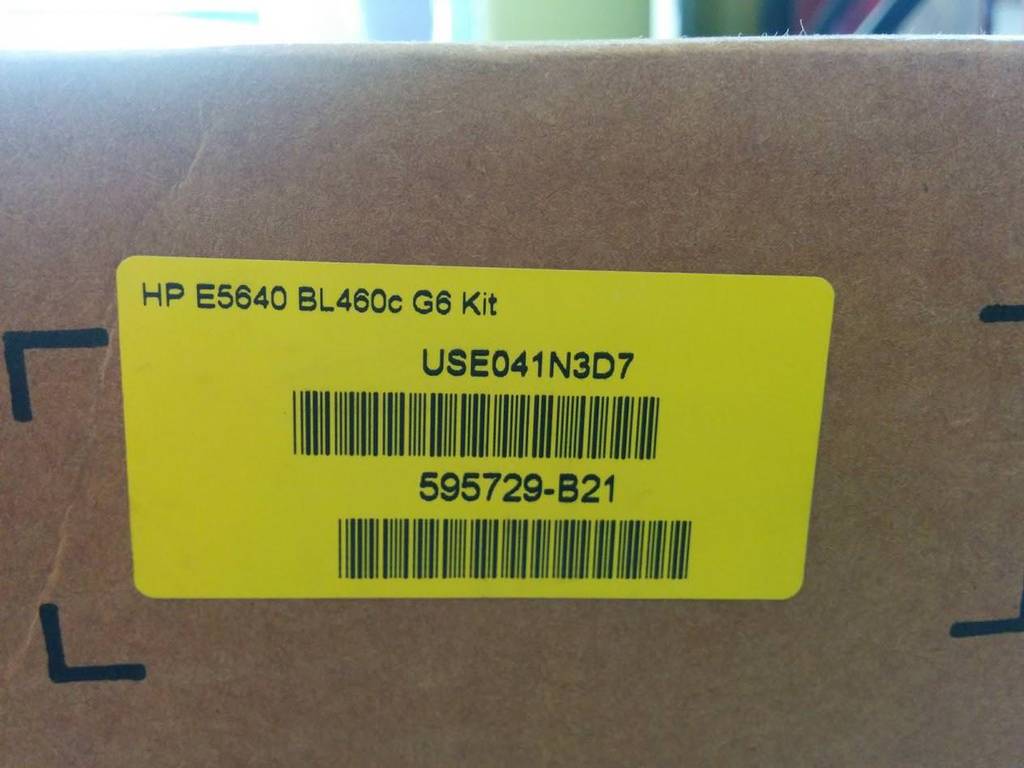 HP E5640 BL460c G6 Kit
USE041N3D7
595729-B21